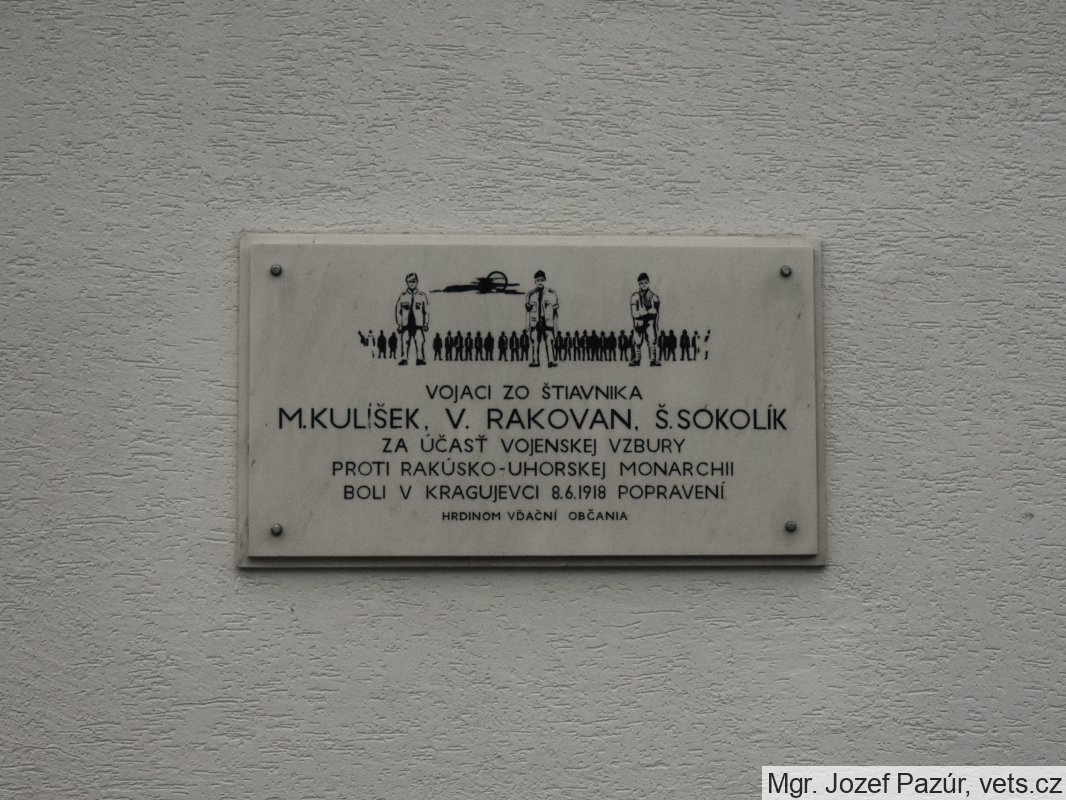 VOJACI ZO ŠTIAVNIKA
M.KULÍŠEK, V. RAKOVAN, Š.SOKOLÍK
ZA ÚČASŤ VOJENSKEJ VZBURY
PROTI RAKÚSKO-UHORSKEJ MONARCHII
BOLI V KRAGUJEVCI 8.6.1918 POPRAVENÍ
HRDINOM VĎAČNÍ OBČANIA
Mgr. Jozef Pazúr, vets.cz